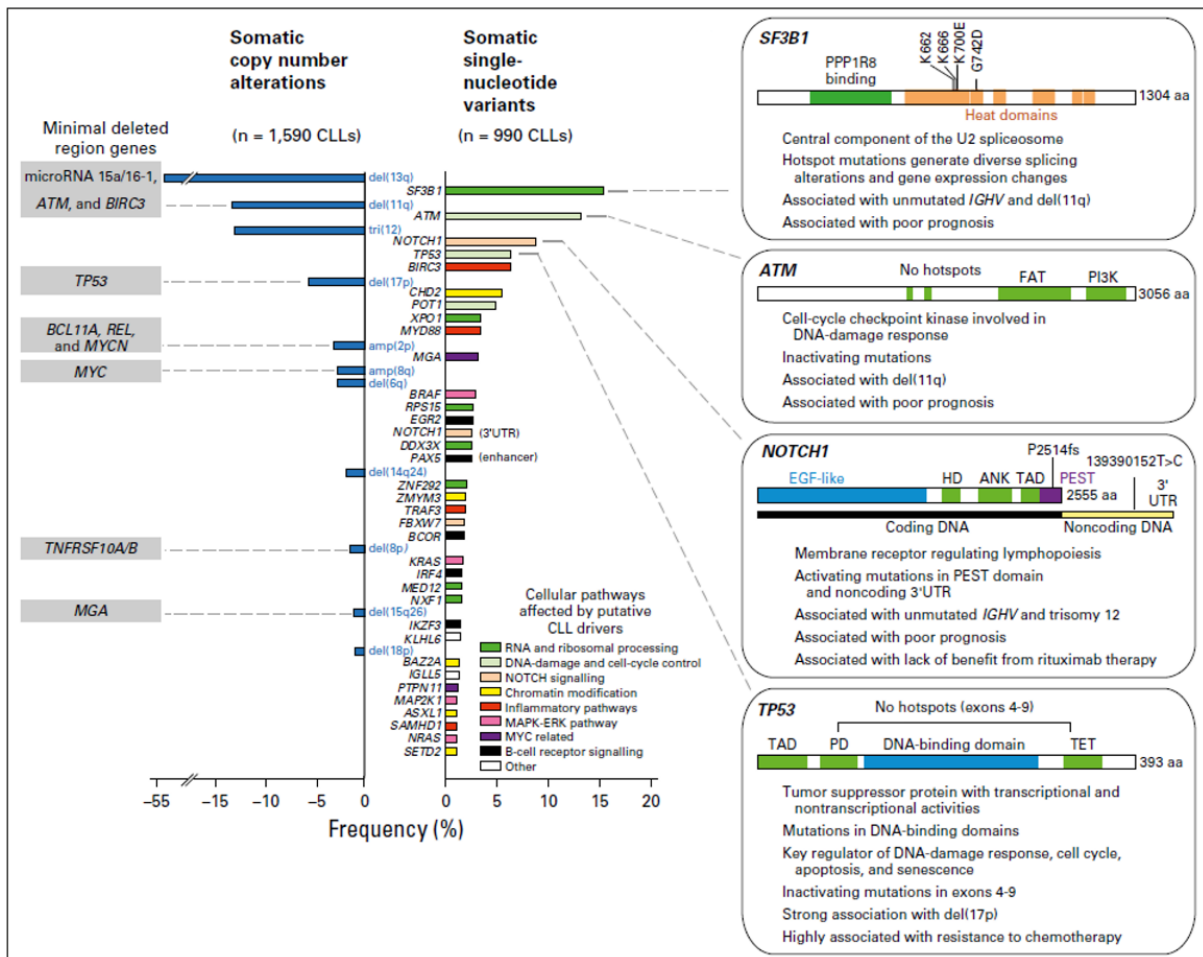 Somatic
copy number
alterations
(n = 1,590 CLLs)
Somatic
single-
nucleotide
variants
(n = 990 CLLs)
Minimal deleted
region genes
microRNA 15a/16-1,
ATM, and BIRC3
TP53
BCL11A, REL,
and MYCN
MYC
TNFRSF10A/B
MGA
del(13q)
del(11q)
tri(12)
del(17p)
amp(2p)
amp(8q)
del(6q)
del(14q24)
del(8p)
del(15q26)
del(18p)
SF3B1
ATM
NOTCH1
TP53
BIRC3
CHD2
POT1
XPO1
MYD88
MGA
BRAF
RPS15
EGR2
NOTCH1 (3'UTR)
DDX3X
PAX5 (enhancer)
ZNF292
ZMYM3
TRAF3
FBXW7
BCOR
KRAS
IRF4
MED12
NXF1
IKZF3
KLHL6
BAZ2A
IGLL5
PTPN11
MAP2K1
ASXL1
SAMHD1
NRAS
SETD2
Cellular pathways
affected by putative
CLL drivers
RNA and ribosomal processing
DNA-damage and cell-cycle control
NOTCH signalling
Chromatin modification
Inflammatory pathways
MAPK-ERK pathway
MYC related
B-cell receptor signalling
Other
–55 –15 –10 –5 0 0 5 10 15 20
Frequency (%)
SF3B1
K662
K666
K700E
G742D
PPP1R8
binding
1304 aa
Heat domains
Central component of the U2 spliceosome
Hotspot mutations generate diverse splicing
alterations and gene expression changes
Associated with unmutated IGHV and del(11q)
Associated with poor prognosis
ATM
No hotspots FAT PI3K
3056 aa
Cell-cycle checkpoint kinase involved in
DNA-damage response
Inactivating mutations
Associated with del(11q)
Associated with poor prognosis
NOTCH1
P2514fs
139390152T>C
EGF-like HD ANK TAD PEST 3'
UTR
2555 aa
Coding DNA Noncoding DNA
Membrane receptor regulating lymphopoiesis
Activating mutations in PEST domain
and noncoding 3'UTR
Associated with unmutated IGHV and trisomy 12
Associated with poor prognosis
Associated with lack of benefit from rituximab therapy
TP53
No hotspots (exons 4-9)
TAD PD DNA-binding domain TET
393 aa
Tumor suppressor protein with transcriptional and
nontranscriptional activities
Mutations in DNA-binding domains
Key regulator of DNA-damage response, cell cycle,
apoptosis, and senescence
Inactivating mutations in exons 4-9
Strong association with del(17p)
Highly associated with resistance to chemotherapy